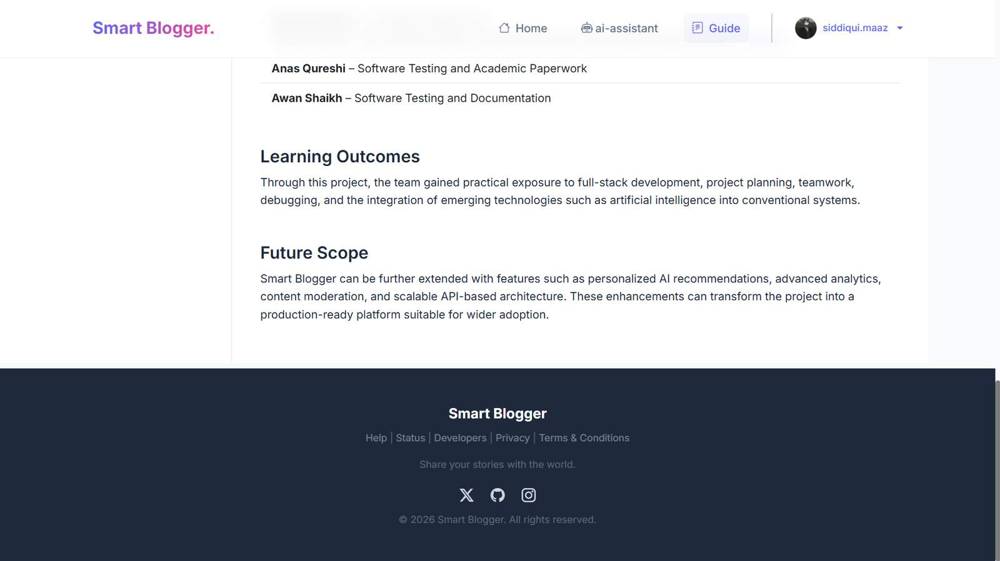 Smart Blogger.
Home
ai-assistant
Guide
siddiqui.maaz
Anas Qureshi – Software Testing and Academic Paperwork
Awan Shaikh – Software Testing and Documentation
Learning Outcomes
Through this project, the team gained practical exposure to full-stack development, project planning, teamwork,
debugging, and the integration of emerging technologies such as artificial intelligence into conventional systems.
Future Scope
Smart Blogger can be further extended with features such as personalized AI recommendations, advanced analytics,
content moderation, and scalable API-based architecture. These enhancements can transform the project into a
production-ready platform suitable for wider adoption.
Smart Blogger
Help | Status | Developers | Privacy | Terms & Conditions
Share your stories with the world.
© 2026 Smart Blogger. All rights reserved.